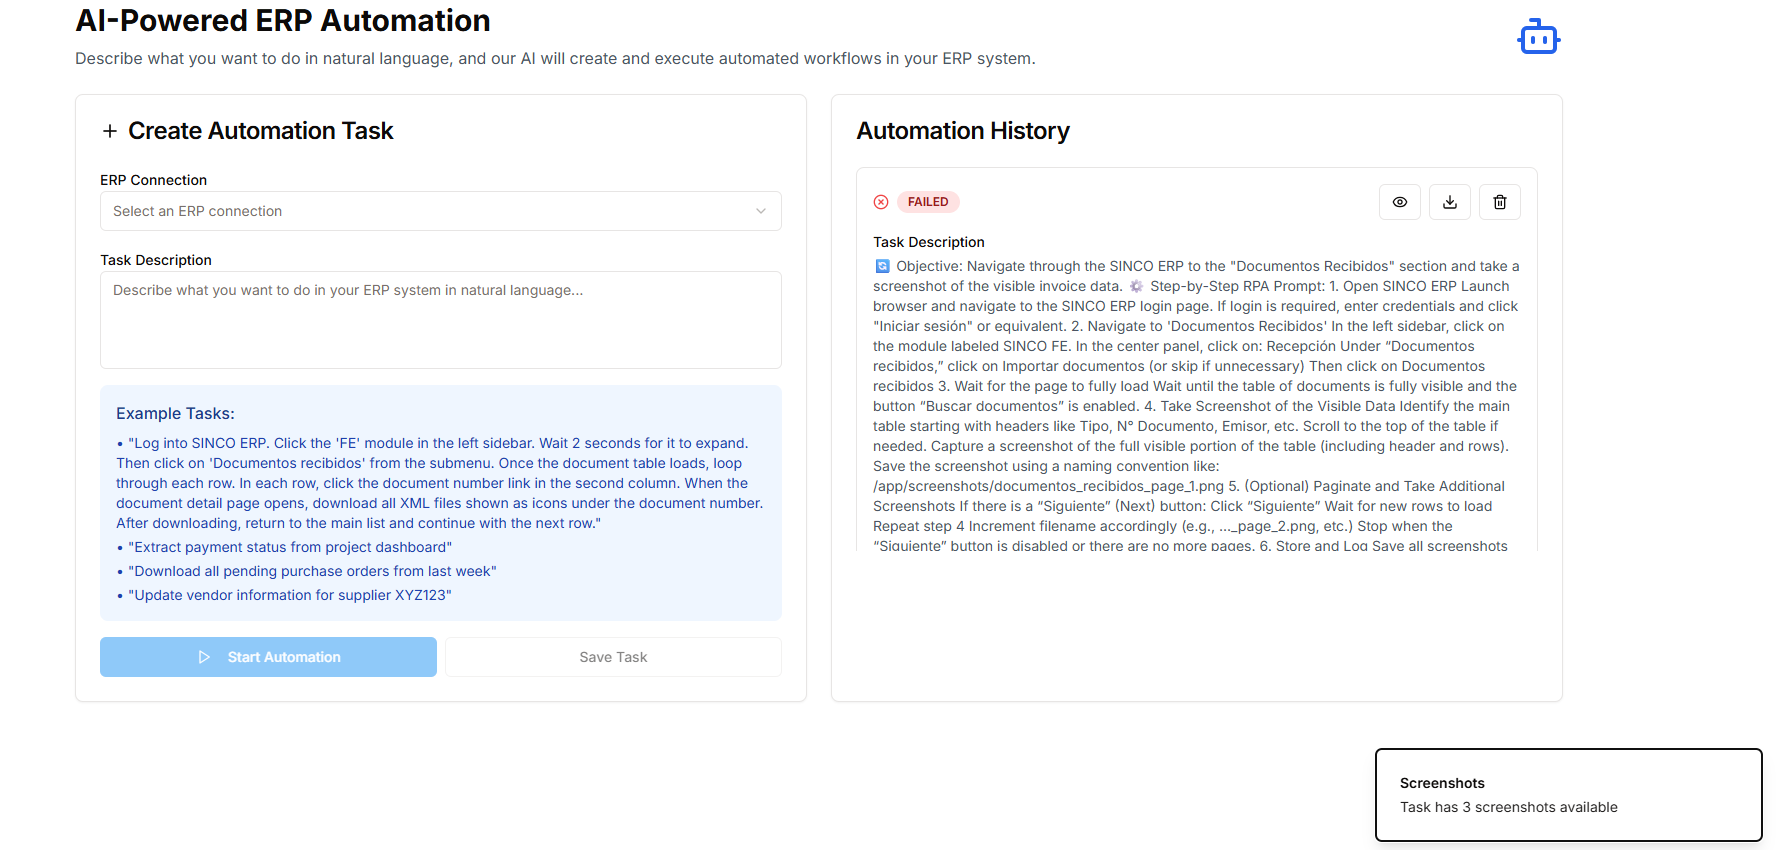 AI-Powered ERP Automation
Describe what you want to do in natural language, and our AI will create and execute automated workflows in your ERP system.
Create Automation Task
ERP Connection
Select an ERP connection
Task Description
Describe what you want to do in your ERP system in natural language...
Example Tasks:
• "Log into SINCO ERP. Click the 'FE' module in the left sidebar. Wait 2 seconds for it to expand.
Then click on 'Documentos recibidos' from the submenu. Once the document table loads, loop
through each row. In each row, click the document number link in the second column. When the
document detail page opens, download all XML files shown as icons under the document number.
After downloading, return to the main list and continue with the next row."
• "Extract payment status from project dashboard"
• "Download all pending purchase orders from last week"
• "Update vendor information for supplier XYZ123"
Start Automation
Save Task
Automation History
FAILED
Task Description
🔄 Objective: Navigate through the SINCO ERP to the "Documentos Recibidos" section and take a
screenshot of the visible invoice data. ⚙️ Step-by-Step RPA Prompt: 1. Open SINCO ERP Launch
browser and navigate to the SINCO ERP login page. If login is required, enter credentials and click
"Iniciar sesión" or equivalent. 2. Navigate to 'Documentos Recibidos' In the left sidebar, click on
the module labeled SINCO FE. In the center panel, click on: Recepción Under “Documentos
recibidos,” click on Importar documentos (or skip if unnecessary) Then click on Documentos
recibidos 3. Wait for the page to fully load Wait until the table of documents is fully visible and the
button “Buscar documentos” is enabled. 4. Take Screenshot of the Visible Data Identify the main
table starting with headers like Tipo, N° Documento, Emisor, etc. Scroll to the top of the table if
needed. Capture a screenshot of the full visible portion of the table (including header and rows).
Save the screenshot using a naming convention like:
/app/screenshots/documentos_recibidos_page_1.png 5. (Optional) Paginate and Take Additional
Screenshots If there is a “Siguiente” (Next) button: Click “Siguiente” Wait for new rows to load
Repeat step 4 Increment filename accordingly (e.g., ..._page_2.png, etc.) Stop when the
“Siguiente” button is disabled or there are no more pages. 6. Store and Log Save all screenshots
Screenshots
Task has 3 screenshots available